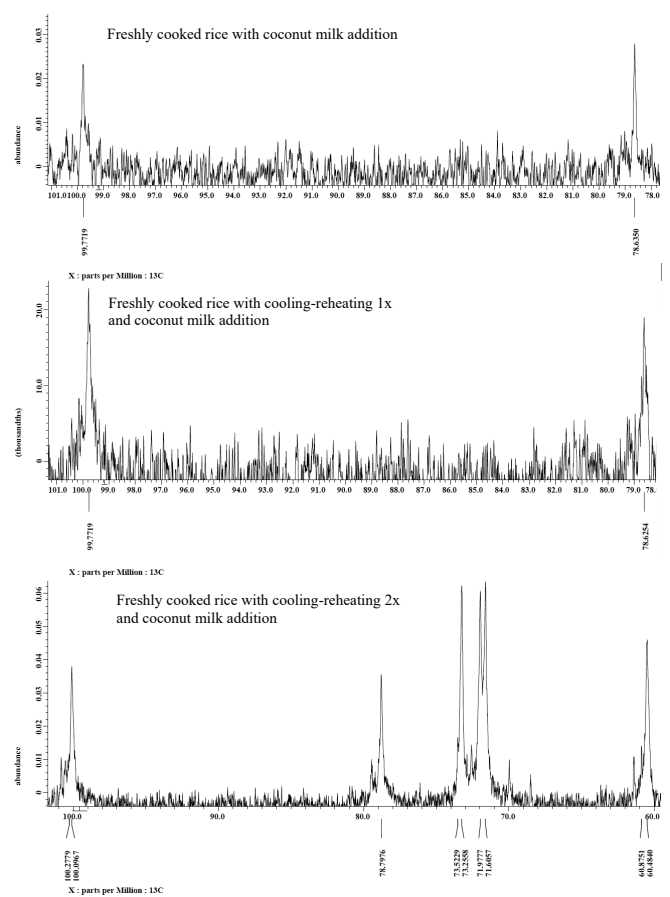 Freshly cooked rice with coconut milk addition
0.03
0.02
0.01
0
abundance
101.0 100.0 99.0 98.0 97.0 96.0 95.0 94.0 93.0 92.0 91.0 90.0 89.0 88.0 87.0 86.0 85.0 84.0 83.0 82.0 81.0 80.0 79.0 78.0
99.7719 78.6350
X : parts per Million : 13C
Freshly cooked rice with cooling-reheating 1x
and coconut milk addition
20.0
10.0
0
(thousandths)
101.0 100.0 99.0 98.0 97.0 96.0 95.0 94.0 93.0 92.0 91.0 90.0 89.0 88.0 87.0 86.0 85.0 84.0 83.0 82.0 81.0 80.0 79.0 78.
99.7719 78.6254
X : parts per Million : 13C
Freshly cooked rice with cooling-reheating 2x
and coconut milk addition
0.06
0.05
0.04
0.03
0.02
0.01
0
abundance
100.0 90.0 80.0 70.0 60.0
100.2779 100.0967 78.7976 73.5229 73.2558 71.9777 71.6057 60.8751 60.4840
X : parts per Million : 13C